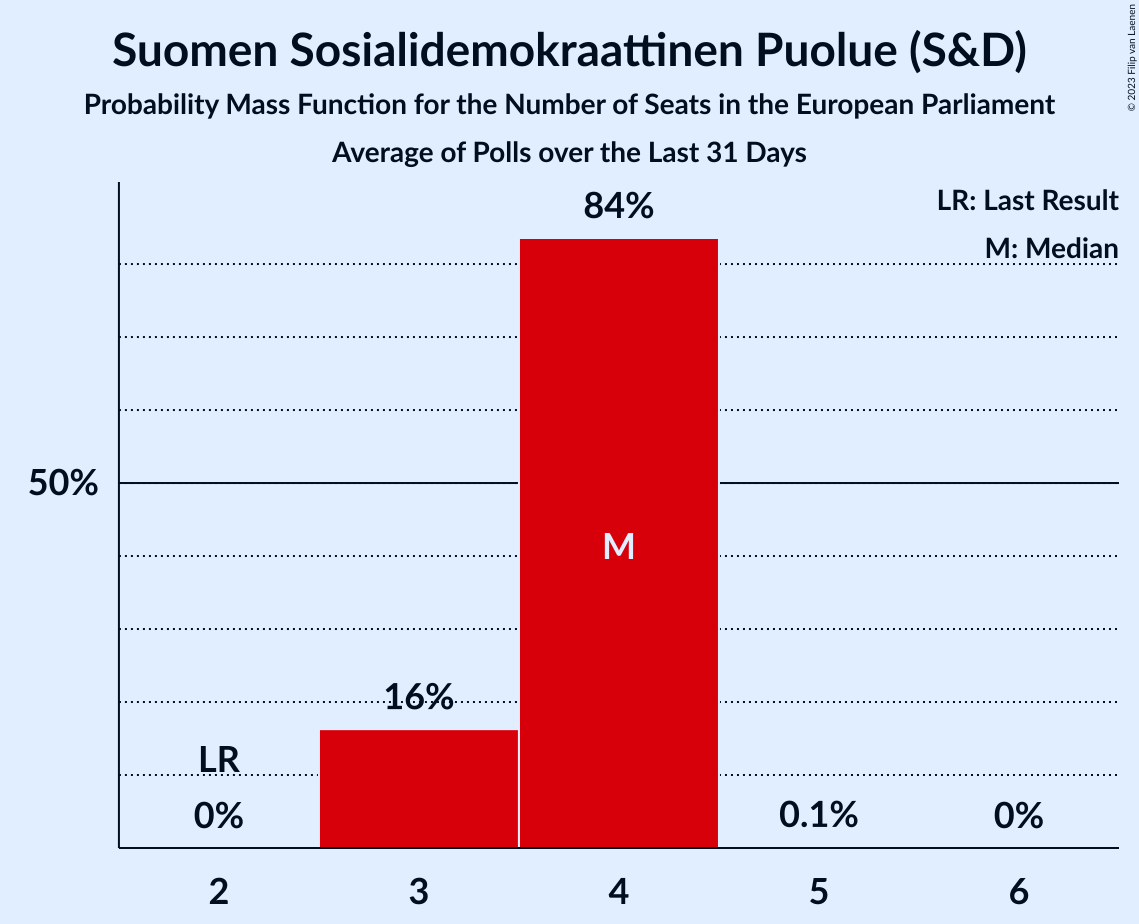 Suomen Sosialidemokraattinen Puolue (S&D)
Probability Mass Function for the Number of Seats in the European Parliament
Average of Polls over the Last 31 Days
© 2023 Filip van Laenen
LR: Last Result
M: Median
84%
50%
M
16%
LR
0%
0.1%
0%
2 3 4 5 6